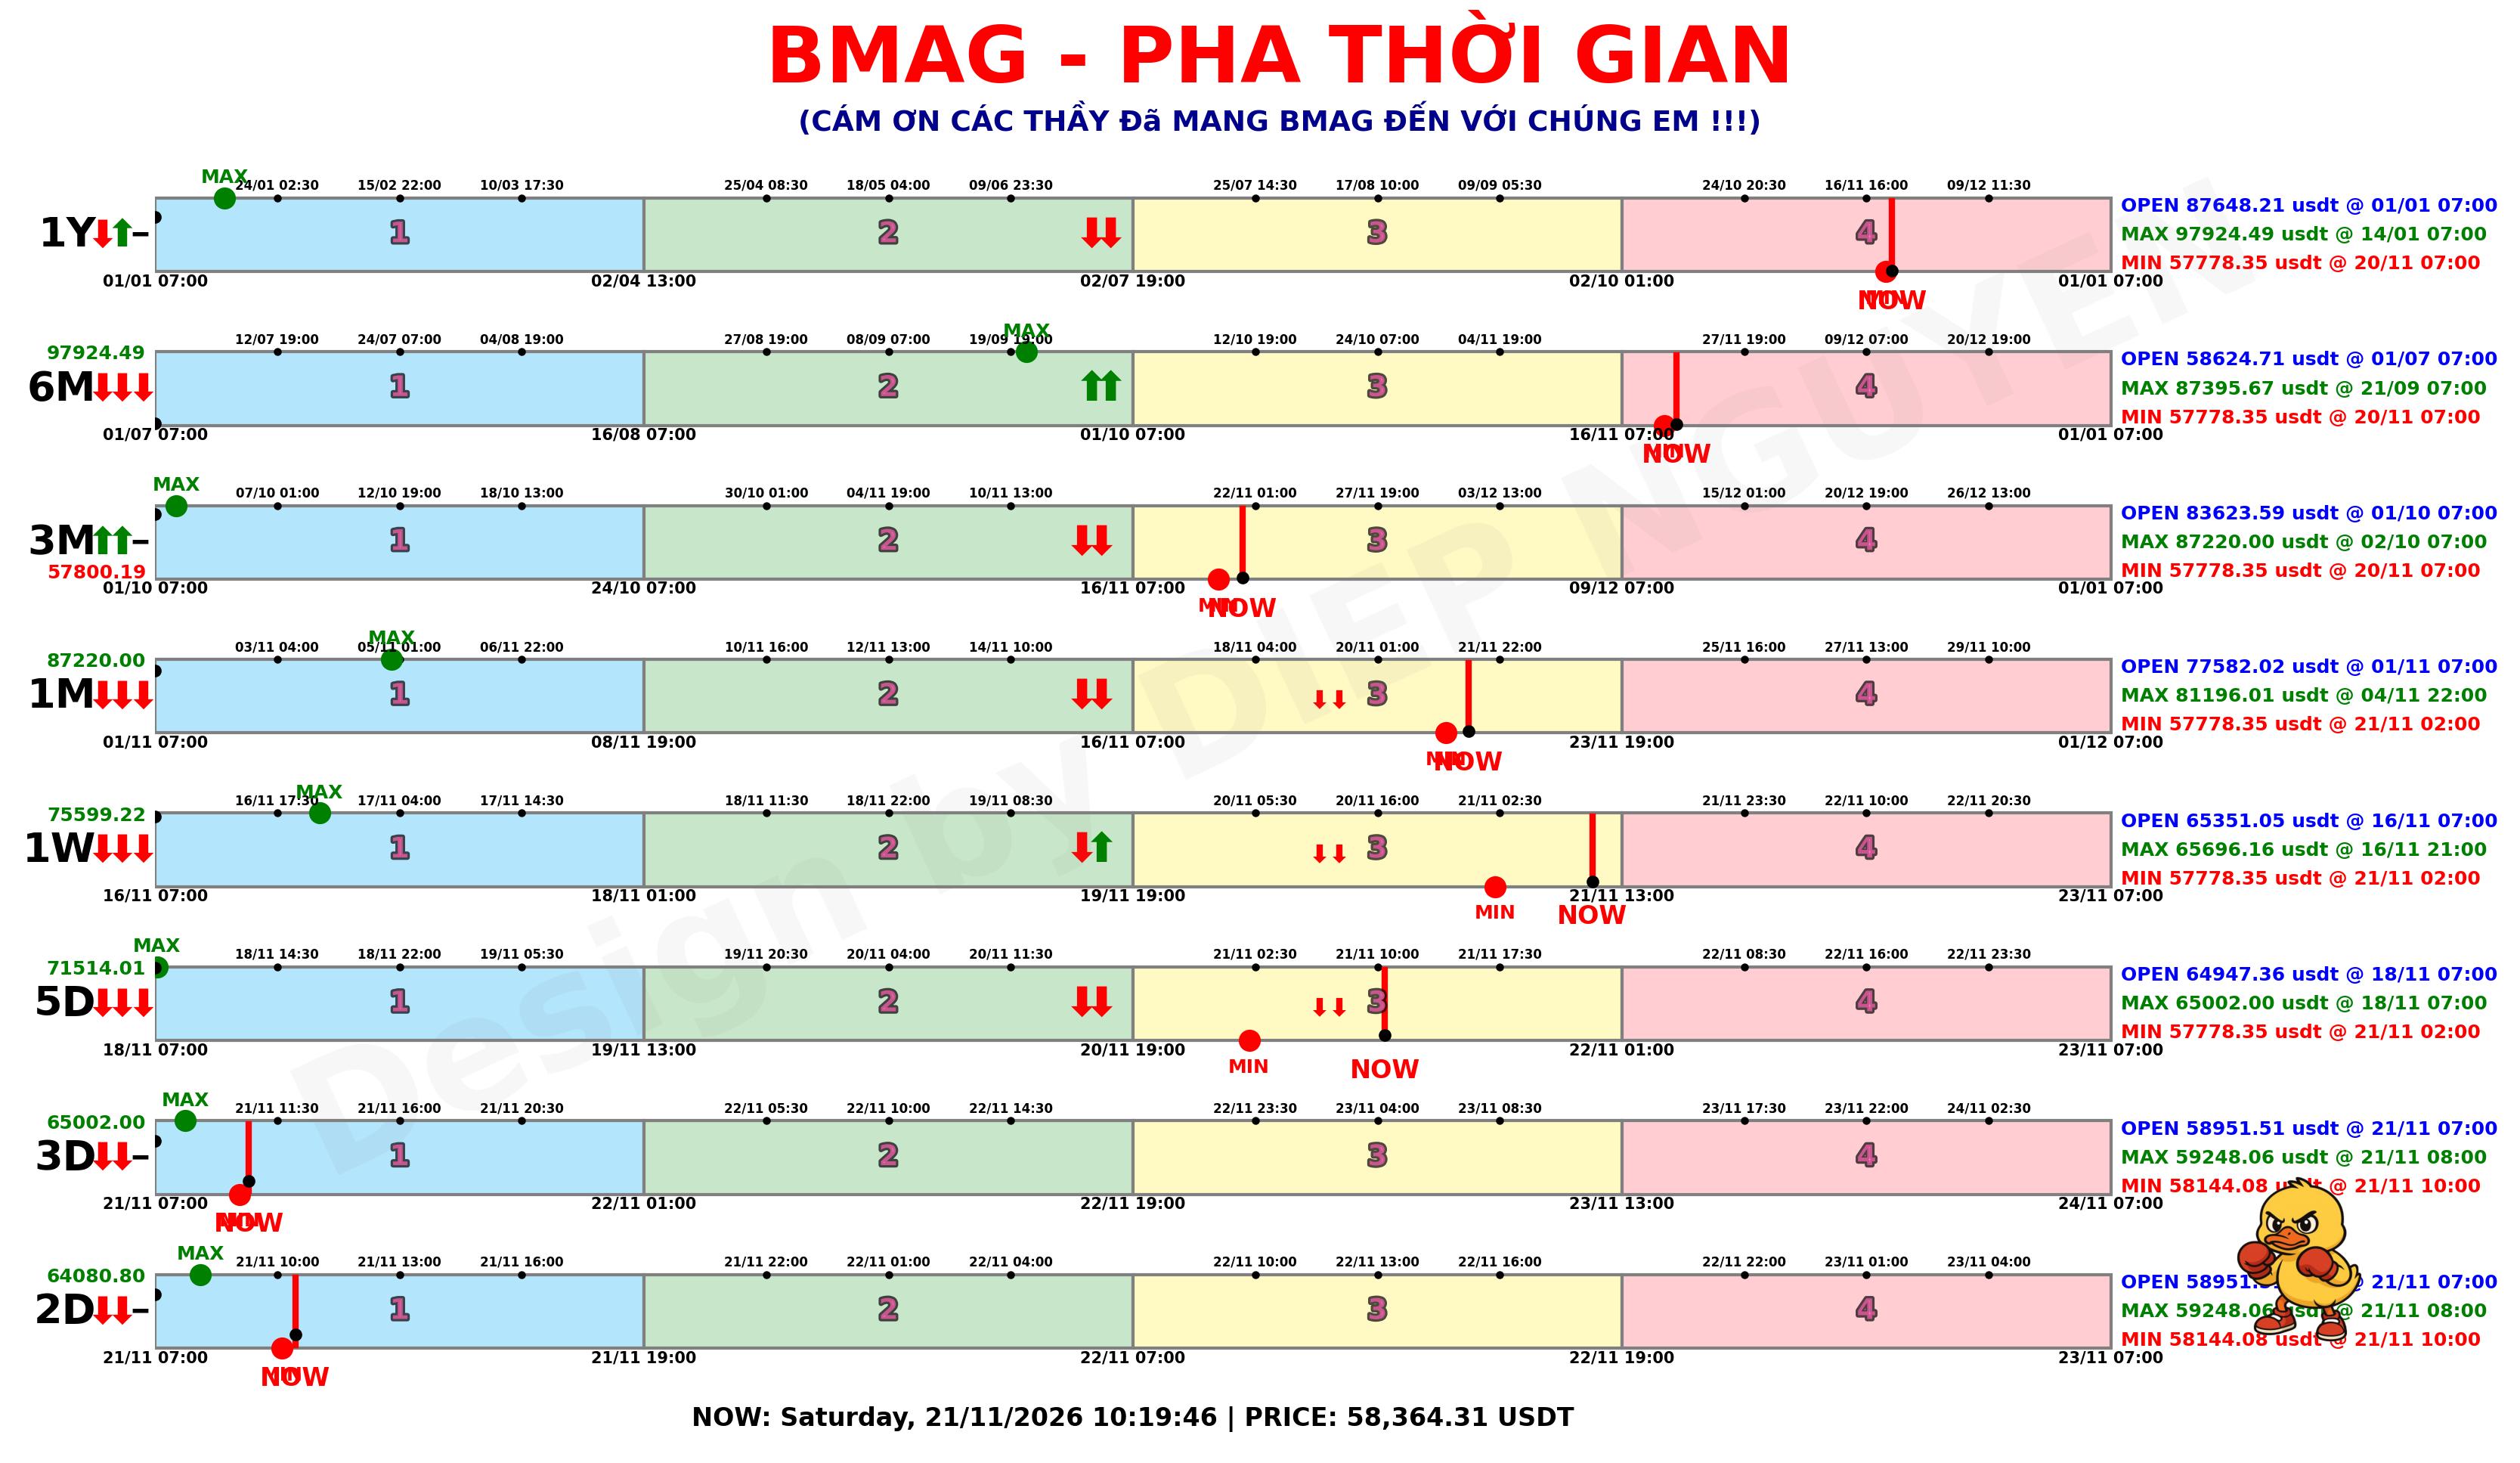 BMAG - PHA THỜI GIAN
(CÁM ƠN CÁC THẦY Đã MANG BMAG ĐẾN VỚI CHÚNG EM !!!)
MAX
24/01 02:30 15/02 22:00 10/03 17:30 25/04 08:30 18/05 04:00 09/06 23:30 25/07 14:30 17/08 10:00 09/09 05:30 24/10 20:30 16/11 16:00 09/12 11:30
OPEN 87648.21 usdt @ 01/01 07:00
1Y 1 2 3 4
MAX 97924.49 usdt @ 14/01 07:00
MIN 57778.35 usdt @ 20/11 07:00
01/01 07:00 02/04 13:00 02/07 19:00 02/10 01:00 01/01 07:00
MIN NOW
MAX
12/07 19:00 24/07 07:00 04/08 19:00 27/08 19:00 08/09 07:00 19/09 19:00 12/10 19:00 24/10 07:00 04/11 19:00 27/11 19:00 09/12 07:00 20/12 19:00
97924.49 OPEN 58624.71 usdt @ 01/07 07:00
6M 1 2 3 4
MAX 87395.67 usdt @ 21/09 07:00
MIN 57778.35 usdt @ 20/11 07:00
01/07 07:00 16/08 07:00 01/10 07:00 16/11 07:00 01/01 07:00
MIN NOW
MAX
07/10 01:00 12/10 19:00 18/10 13:00 30/10 01:00 04/11 19:00 10/11 13:00 22/11 01:00 27/11 19:00 03/12 13:00 15/12 01:00 20/12 19:00 26/12 13:00
OPEN 83623.59 usdt @ 01/10 07:00
3M 1 2 3 4
MAX 87220.00 usdt @ 02/10 07:00
57800.19 MIN 57778.35 usdt @ 20/11 07:00
01/10 07:00 24/10 07:00 16/11 07:00 09/12 07:00 01/01 07:00
MIN NOW
MAX
03/11 04:00 05/11 01:00 06/11 22:00 10/11 16:00 12/11 13:00 14/11 10:00 18/11 04:00 20/11 01:00 21/11 22:00 25/11 16:00 27/11 13:00 29/11 10:00
87220.00 OPEN 77582.02 usdt @ 01/11 07:00
1M 1 2 3 4
MAX 81196.01 usdt @ 04/11 22:00
MIN 57778.35 usdt @ 21/11 02:00
01/11 07:00 08/11 19:00 16/11 07:00 23/11 19:00 01/12 07:00
MIN NOW
MAX
16/11 17:30 17/11 04:00 17/11 14:30 18/11 11:30 18/11 22:00 19/11 08:30 20/11 05:30 20/11 16:00 21/11 02:30 21/11 23:30 22/11 10:00 22/11 20:30
75599.22 OPEN 65351.05 usdt @ 16/11 07:00
1W 1 2 3 4
MAX 65696.16 usdt @ 16/11 21:00
MIN 57778.35 usdt @ 21/11 02:00
16/11 07:00 18/11 01:00 19/11 19:00 21/11 13:00 23/11 07:00
MIN NOW
MAX
18/11 14:30 18/11 22:00 19/11 05:30 19/11 20:30 20/11 04:00 20/11 11:30 21/11 02:30 21/11 10:00 21/11 17:30 22/11 08:30 22/11 16:00 22/11 23:30
71514.01 OPEN 64947.36 usdt @ 18/11 07:00
5D 1 2 3 4
MAX 65002.00 usdt @ 18/11 07:00
MIN 57778.35 usdt @ 21/11 02:00
18/11 07:00 19/11 13:00 20/11 19:00 22/11 01:00 23/11 07:00
MIN NOW
MAX
21/11 11:30 21/11 16:00 21/11 20:30 22/11 05:30 22/11 10:00 22/11 14:30 22/11 23:30 23/11 04:00 23/11 08:30 23/11 17:30 23/11 22:00 24/11 02:30
65002.00 OPEN 58951.51 usdt @ 21/11 07:00
3D 1 2 3 4
MAX 59248.06 usdt @ 21/11 08:00
MIN 58144.08 usdt @ 21/11 10:00
21/11 07:00 22/11 01:00 22/11 19:00 23/11 13:00 24/11 07:00
MIN NOW
MAX
21/11 10:00 21/11 13:00 21/11 16:00 21/11 22:00 22/11 01:00 22/11 04:00 22/11 10:00 22/11 13:00 22/11 16:00 22/11 22:00 23/11 01:00 23/11 04:00
64080.80 OPEN @ 21/11 07:00
2D 1 2 3 4
MAX 59248.06 usdt @ 21/11 08:00
MIN 58144.08 usdt @ 21/11 10:00
21/11 07:00 21/11 19:00 22/11 07:00 22/11 19:00 23/11 07:00
MIN NOW
NOW: Saturday, 21/11/2026 10:19:46 | PRICE: 58,364.31 USDT
Design by DIEP NGUYEN